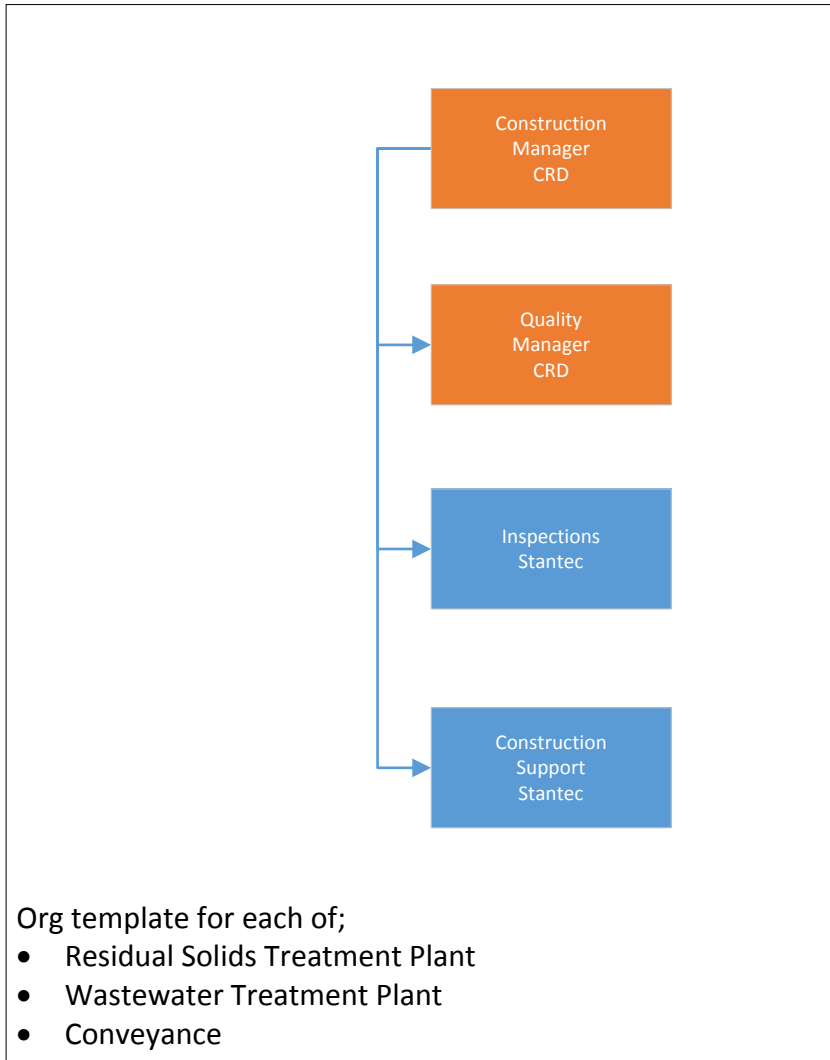 Construction
Manager
CRD
Quality
Manager
CRD
Inspections
Stantec
Construction
Support
Stantec
Org template for each of;
• Residual Solids Treatment Plant
• Wastewater Treatment Plant
• Conveyance